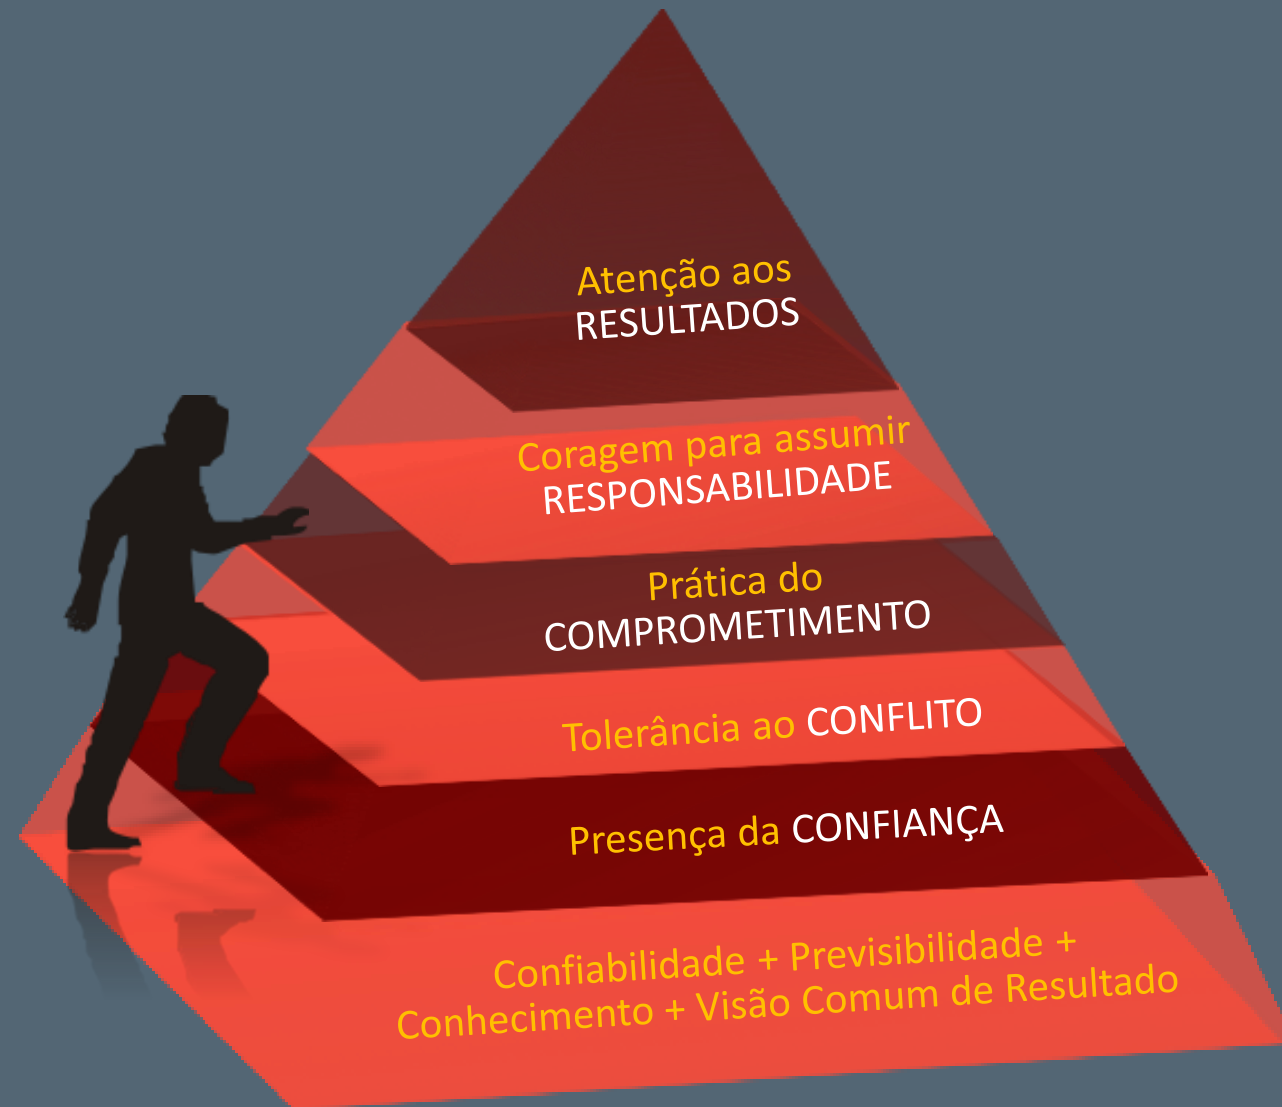 Atenção aos
RESULTADOS
Coragem para assumir
RESPONSABILIDADE
Prática do
COMPROMETIMENTO
Tolerância ao CONFLITO
Presença da CONFIANÇA
Confiabilidade + Previsibilidade +
Conhecimento + Visão Comum de Resultado